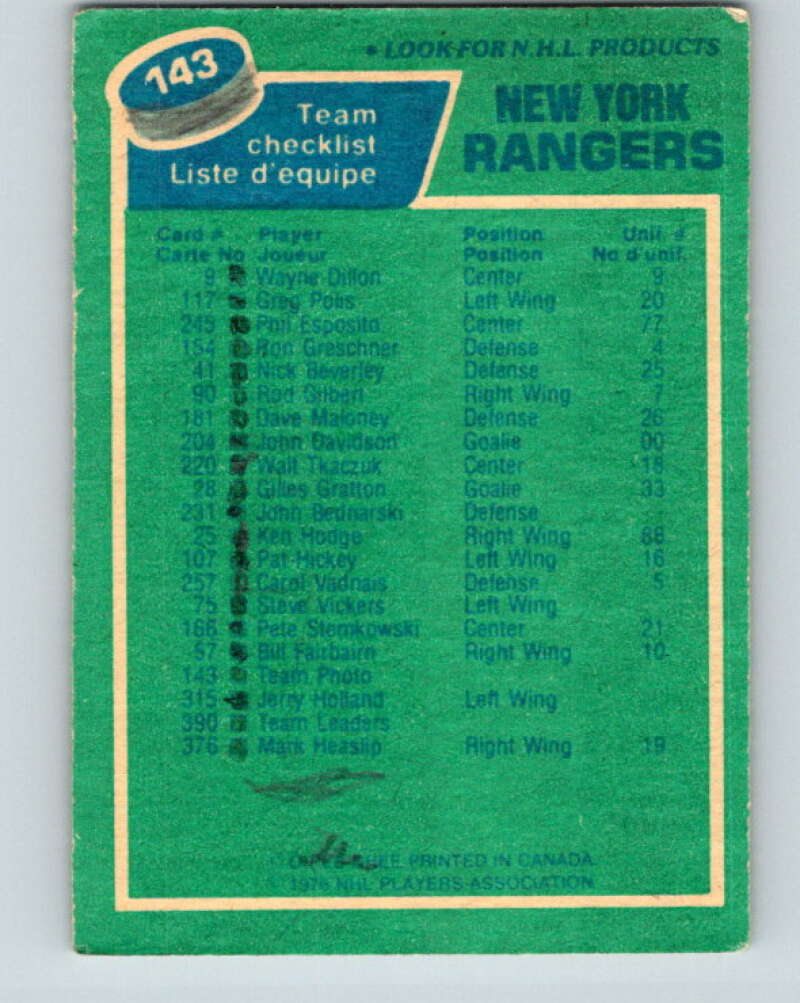 143
• LOOK FOR N.H.L. PRODUCTS
Team
checklist
Liste d'équipe
NEW YORK
RANGERS
Card # Player Position Unif. #
Carte No Joueur Position No d'unif.
9 Wayne Dillon Center 9
117 Greg Polis Left Wing 20
245 Phil Esposito Center 77
154 Ron Greschner Defense 4
41 Nick Beverley Defense 25
90 Rod Gilbert Right Wing 7
181 Dave Maloney Defense 26
204 John Davidson Goalie 00
220 Walt Tkaczuk Center 18
28 Gilles Gratton Goalie 33
231 John Bednarski Defense
25 Ken Hodge Right Wing 88
107 Pat Hickey Left Wing 16
257 Carol Vadnais Defense 5
75 Steve Vickers Left Wing
166 Pete Stemkowski Center 21
57 Bill Fairbairn Right Wing 10
143 Team Photo
315 Jerry Holland Left Wing
390 Team Leaders
376 Mark Heaslip Right Wing 19
PRINTED IN CANADA
1976 NHL PLAYERS ASSOCIATION